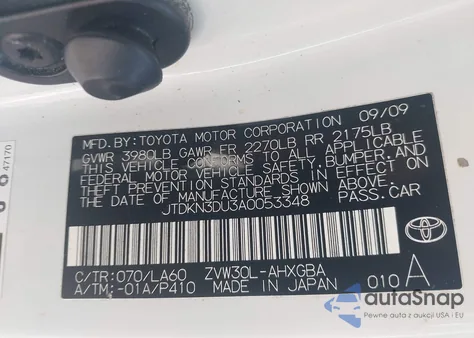 47170
MFD. BY: TOYOTA MOTOR CORPORATION 09/09
GVWR 3980LB GAWR FR 2270LB RR 2175LB
THIS VEHICLE CONFORMS TO ALL APPLICABLE
FEDERAL MOTOR VEHICLE SAFETY, BUMPER, AND
THEFT PREVENTION STANDARDS IN EFFECT ON
THE DATE OF MANUFACTURE SHOWN ABOVE.
JTDKN3DU3A0053348 PASS.CAR
C/TR: 070/LA60 ZVW30L-AHXGBA
A/TM: -01A/P410 MADE IN JAPAN 010 A
autoSnap
Pewne auta z aukcji USA i EU